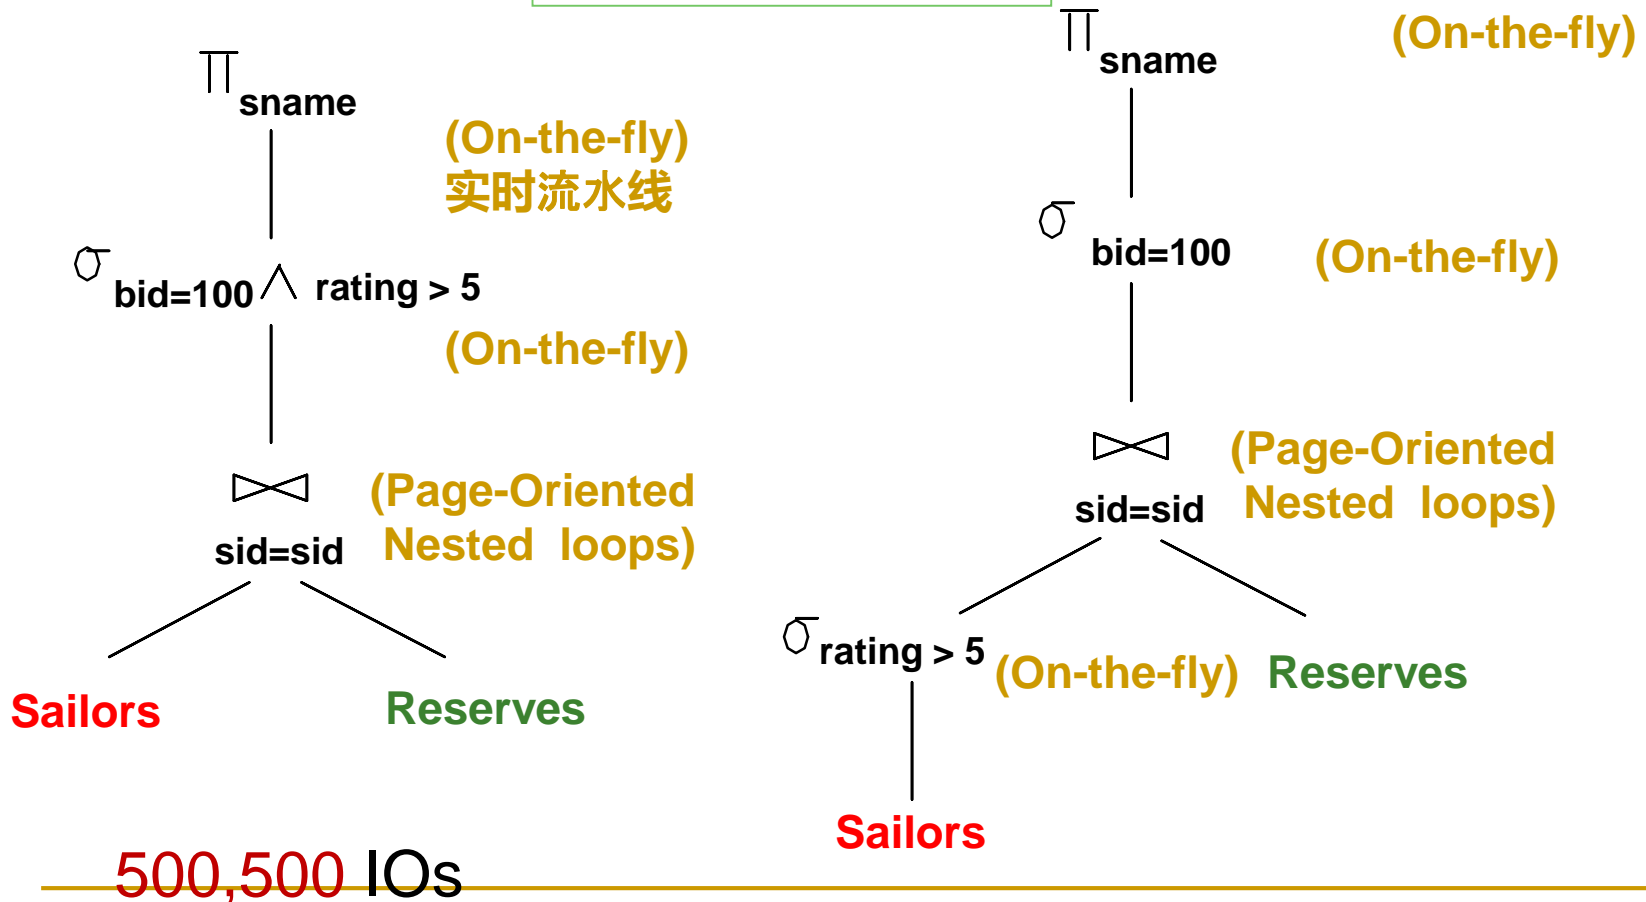 ∏ sname
(On-the-fly)
实时流水线
σ bid=100 ∧ rating > 5
(On-the-fly)
⋈ (Page-Oriented
sid=sid Nested loops)
Sailors Reserves
500,500 IOs
∏ sname (On-the-fly)
σ bid=100 (On-the-fly)
⋈ (Page-Oriented
sid=sid Nested loops)
σ rating > 5 (On-the-fly) Reserves
Sailors